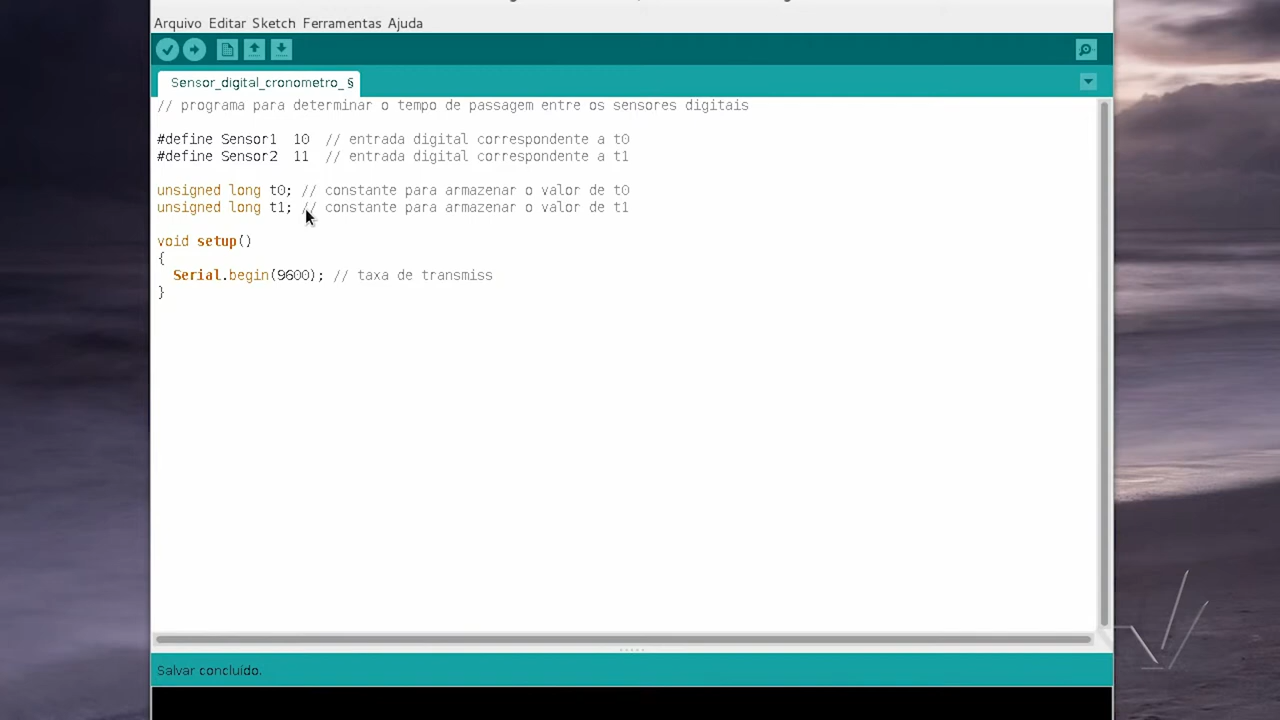 Arquivo Editar Sketch Ferramentas Ajuda
Sensor_digital_cronometro_ §
// programa para determinar o tempo de passagem entre os sensores digitais
#define Sensor1  10  // entrada digital correspondente a t0
#define Sensor2  11  // entrada digital correspondente a t1
unsigned long t0; // constante para armazenar o valor de t0
unsigned long t1; // constante para armazenar o valor de t1
void setup()
{
  Serial.begin(9600); // taxa de transmiss
}
Salvar concluído.